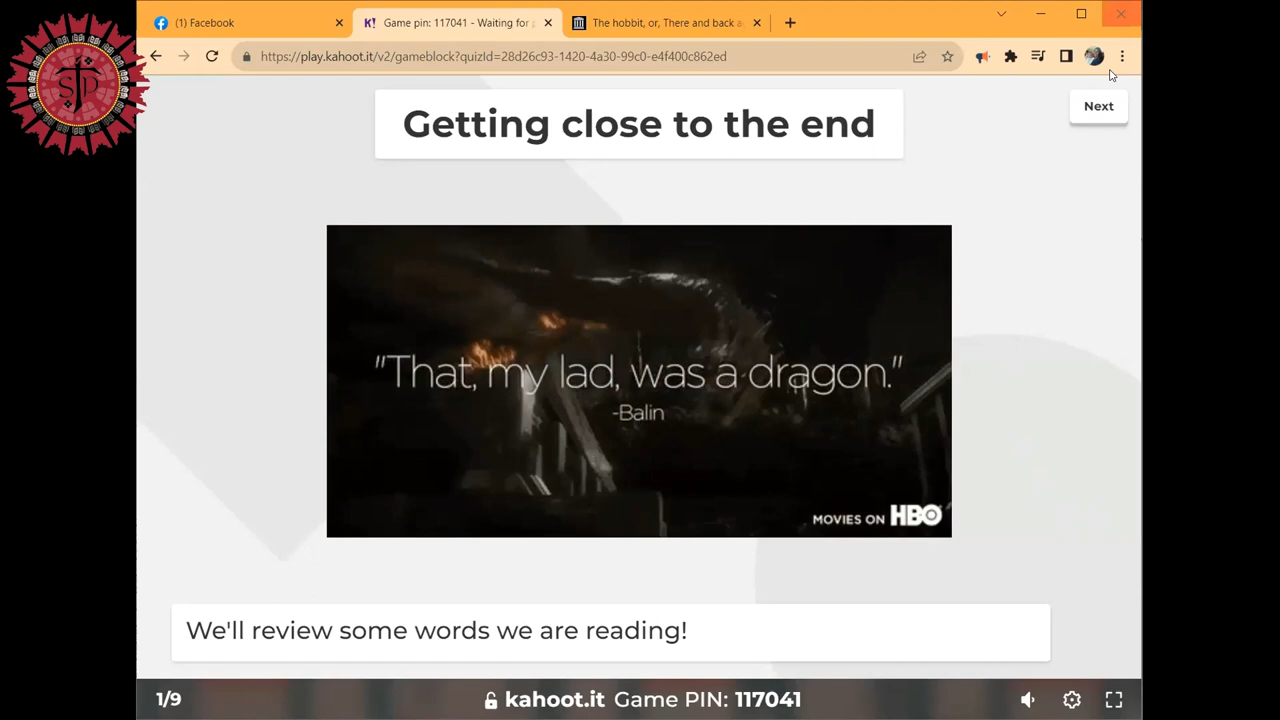 (1) Facebook
Game pin: 117041 - Waiting for
The hobbit, or, There and back
https://play.kahoot.it/v2/gameblock?quizId=28d26c93-1420-4a30-99c0-e4f400c862ed
Getting close to the end
Next
"That, my lad, was a dragon."
-Balin
MOVIES ON HBO
We'll review some words we are reading!
1/9
kahoot.it Game PIN: 117041